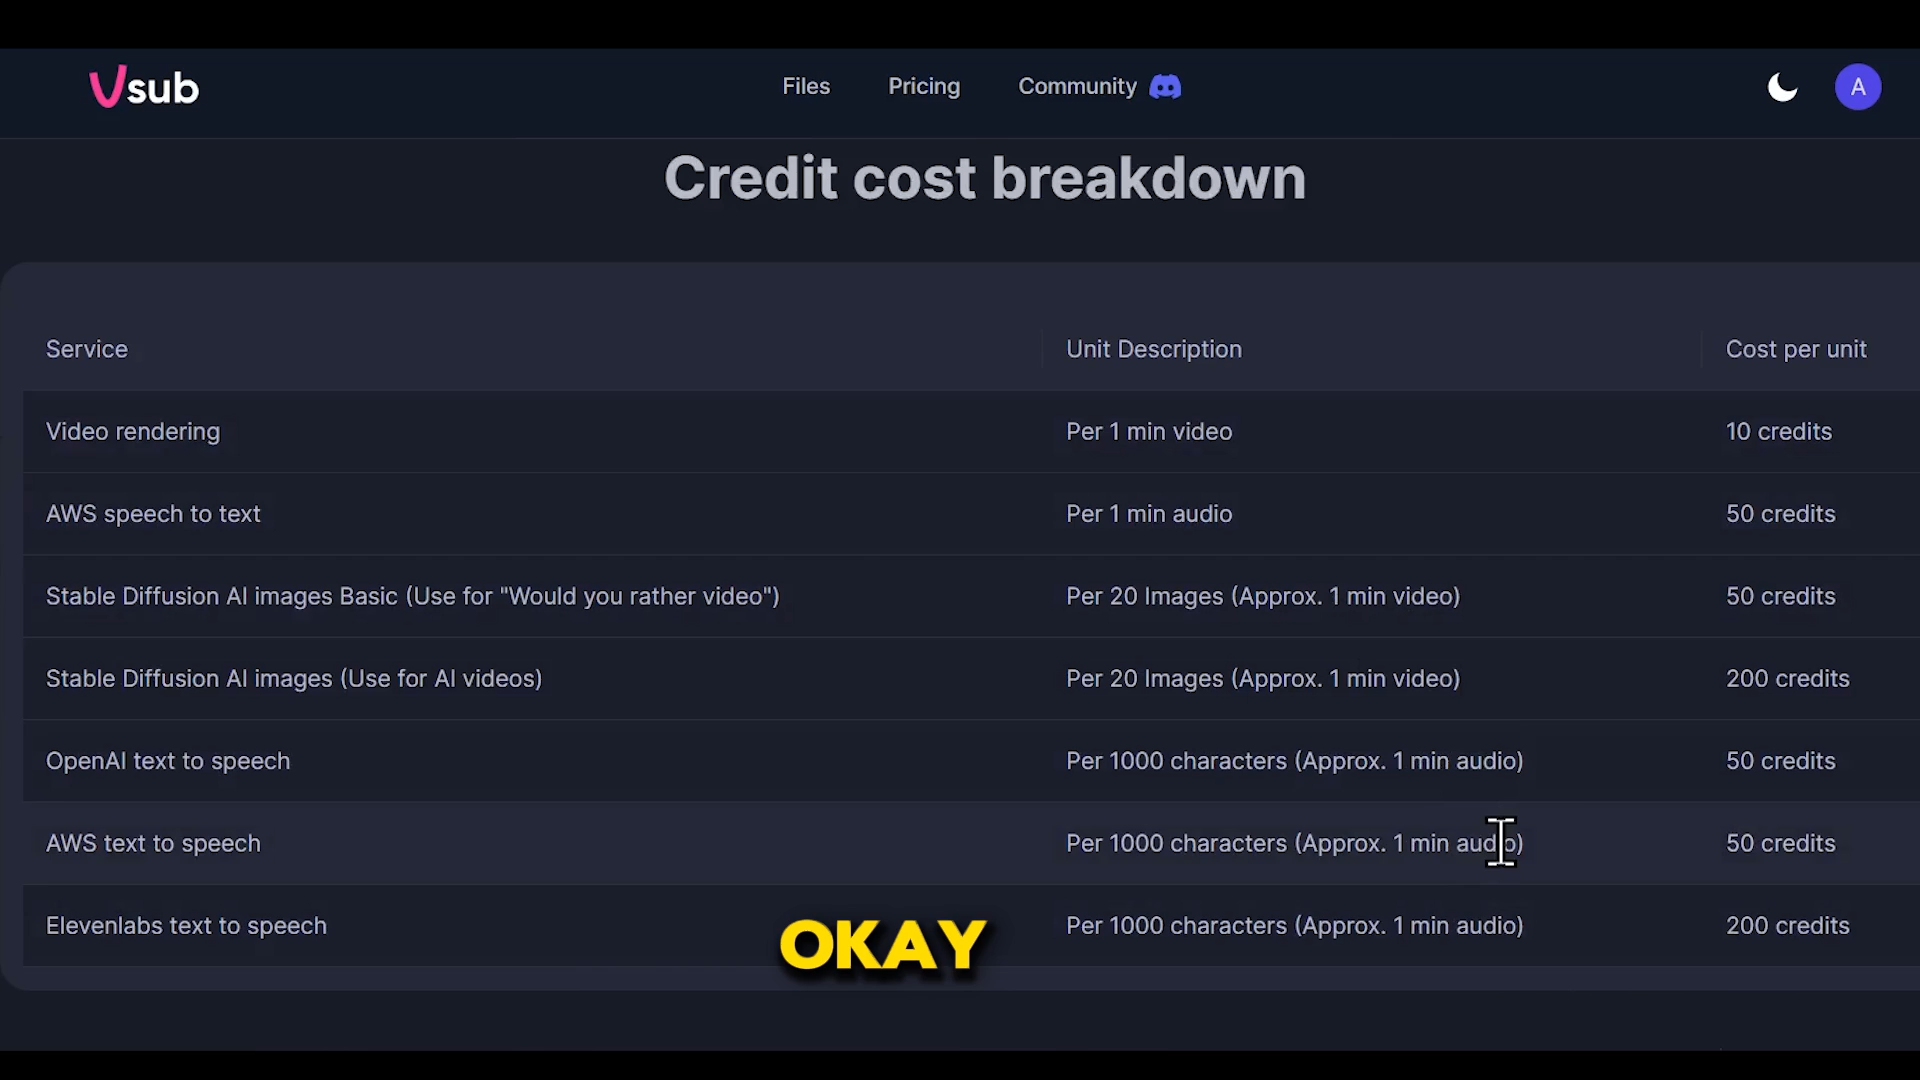 Vsub
Files Pricing Community
A
Credit cost breakdown
Service Unit Description Cost per unit
Video rendering Per 1 min video 10 credits
AWS speech to text Per 1 min audio 50 credits
Stable Diffusion AI images Basic (Use for "Would you rather video") Per 20 Images (Approx. 1 min video) 50 credits
Stable Diffusion AI images (Use for AI videos) Per 20 Images (Approx. 1 min video) 200 credits
OpenAI text to speech Per 1000 characters (Approx. 1 min audio) 50 credits
AWS text to speech Per 1000 characters (Approx. 1 min audio) 50 credits
Elevenlabs text to speech Per 1000 characters (Approx. 1 min audio) 200 credits
OKAY